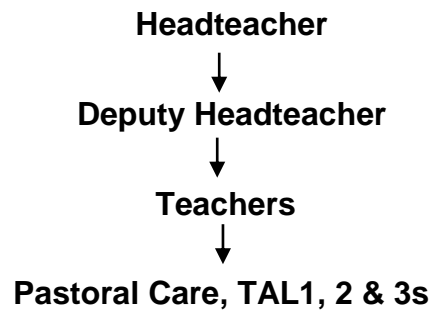 Headteacher
Deputy Headteacher
Teachers
Pastoral Care, TAL1, 2 & 3s